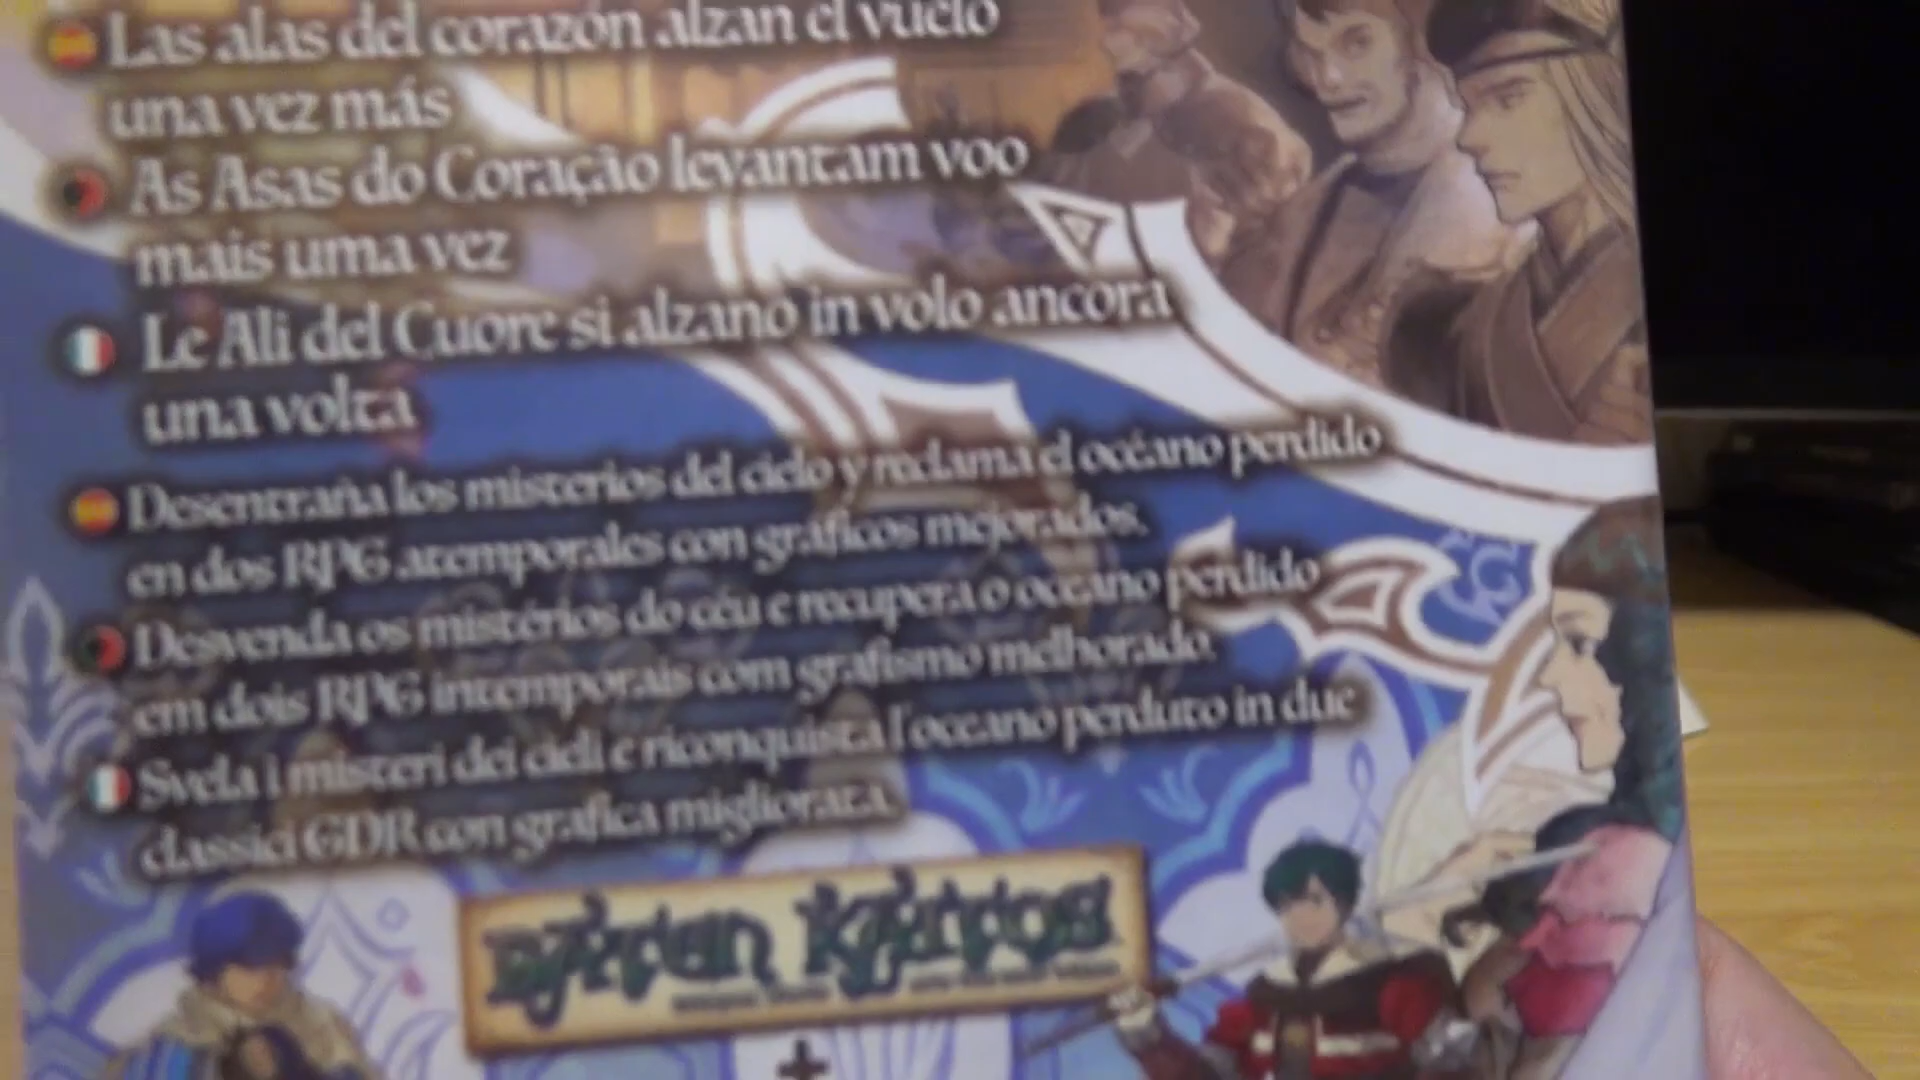 Las alas del corazón alzan el vuelo
una vez más
As Asas do Coração levantam voo
mais uma vez
Le Ali del Cuore si alzano in volo ancora
una volta
Desentraña los misterios del cielo y reclama el océano perdido
en dos RPG atemporales con gráficos mejorados.
Desvenda os mistérios do céu e recupera o oceano perdido
em dois RPG intemporais com grafismo melhorado.
Svela i misteri dei cieli e riconquista l'oceano perduto in due
classici GDR con grafica migliorata.
Baten Kaitos
+